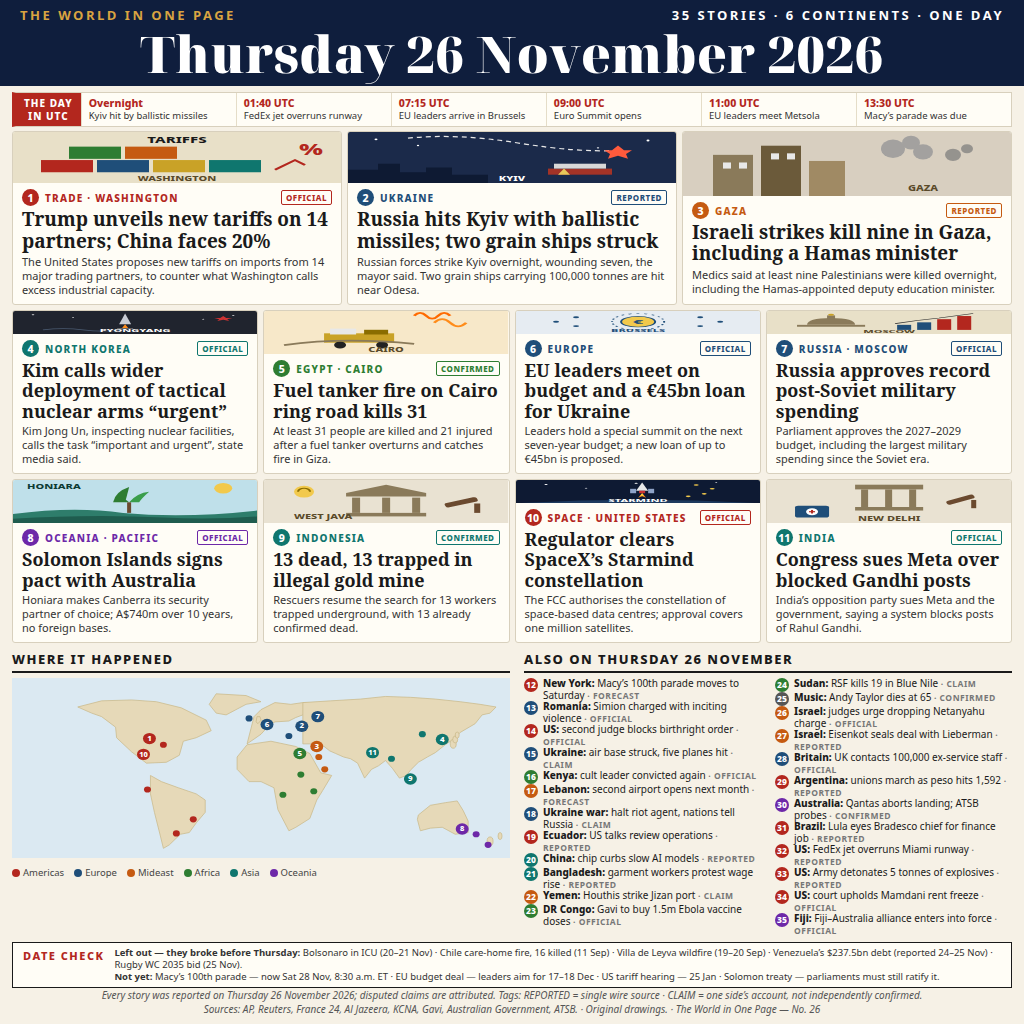 THE WORLD IN ONE PAGE
35 STORIES · 6 CONTINENTS · ONE DAY
Thursday 26 November 2026
THE DAY
IN UTC
Overnight
Kyiv hit by ballistic missiles
01:40 UTC
FedEx jet overruns runway
07:15 UTC
EU leaders arrive in Brussels
09:00 UTC
Euro Summit opens
11:00 UTC
EU leaders meet Metsola
13:30 UTC
Macy's parade was due
TARIFFS
%
WASHINGTON
1 TRADE · WASHINGTON OFFICIAL
Trump unveils new tariffs on 14
partners; China faces 20%
The United States proposes new tariffs on imports from 14
major trading partners, to counter what Washington calls
excess industrial capacity.
KYIV
2 UKRAINE REPORTED
Russia hits Kyiv with ballistic
missiles; two grain ships struck
Russian forces strike Kyiv overnight, wounding seven, the
mayor said. Two grain ships carrying 100,000 tonnes are hit
near Odesa.
GAZA
3 GAZA REPORTED
Israeli strikes kill nine in Gaza,
including a Hamas minister
Medics said at least nine Palestinians were killed overnight,
including the Hamas-appointed deputy education minister.
PYONGYANG
4 NORTH KOREA OFFICIAL
Kim calls wider
deployment of tactical
nuclear arms “urgent”
Kim Jong Un, inspecting nuclear facilities,
calls the task “important and urgent”, state
media said.
CAIRO
5 EGYPT · CAIRO CONFIRMED
Fuel tanker fire on Cairo
ring road kills 31
At least 31 people are killed and 21 injured
after a fuel tanker overturns and catches
fire in Giza.
€
BRUSSELS
6 EUROPE OFFICIAL
EU leaders meet on
budget and a €45bn loan
for Ukraine
Leaders hold a special summit on the next
seven-year budget; a new loan of up to
€45bn is proposed.
MOSCOW
7 RUSSIA · MOSCOW OFFICIAL
Russia approves record
post-Soviet military
spending
Parliament approves the 2027–2029
budget, including the largest military
spending since the Soviet era.
HONIARA
8 OCEANIA · PACIFIC OFFICIAL
Solomon Islands signs
pact with Australia
Honiara makes Canberra its security
partner of choice; A$740m over 10 years,
no foreign bases.
WEST JAVA
9 INDONESIA CONFIRMED
13 dead, 13 trapped in
illegal gold mine
Rescuers resume the search for 13 workers
trapped underground, with 13 already
confirmed dead.
STARMIND
10 SPACE · UNITED STATES OFFICIAL
Regulator clears
SpaceX's Starmind
constellation
The FCC authorises the constellation of
space-based data centres; approval covers
one million satellites.
NEW DELHI
11 INDIA OFFICIAL
Congress sues Meta over
blocked Gandhi posts
India's opposition party sues Meta and the
government, saying a system blocks posts
of Rahul Gandhi.
WHERE IT HAPPENED
1
10
6
2
7
3
5
11
4
9
8
Americas Europe Mideast Africa Asia Oceania
ALSO ON THURSDAY 26 NOVEMBER
12 New York: Macy's 100th parade moves to
Saturday · FORECAST
13 Romania: Simion charged with inciting
violence · OFFICIAL
14 US: second judge blocks birthright order ·
OFFICIAL
15 Ukraine: air base struck, five planes hit ·
CLAIM
16 Kenya: cult leader convicted again · OFFICIAL
17 Lebanon: second airport opens next month ·
FORECAST
18 Ukraine war: halt riot agent, nations tell
Russia · CLAIM
19 Ecuador: US talks review operations ·
REPORTED
20 China: chip curbs slow AI models · REPORTED
21 Bangladesh: garment workers protest wage
rise · REPORTED
22 Yemen: Houthis strike Jizan port · CLAIM
23 DR Congo: Gavi to buy 1.5m Ebola vaccine
doses · OFFICIAL
24 Sudan: RSF kills 19 in Blue Nile · CLAIM
25 Music: Andy Taylor dies at 65 · CONFIRMED
26 Israel: judges urge dropping Netanyahu
charge · OFFICIAL
27 Israel: Eisenkot seals deal with Lieberman ·
REPORTED
28 Britain: UK contacts 100,000 ex-service staff ·
OFFICIAL
29 Argentina: unions march as peso hits 1,592 ·
REPORTED
30 Australia: Qantas aborts landing; ATSB
probes · CONFIRMED
31 Brazil: Lula eyes Bradesco chief for finance
job · REPORTED
32 US: FedEx jet overruns Miami runway ·
REPORTED
33 US: Army detonates 5 tonnes of explosives ·
REPORTED
34 US: court upholds Mamdani rent freeze ·
OFFICIAL
35 Fiji: Fiji–Australia alliance enters into force ·
OFFICIAL
DATE CHECK
Left out — they broke before Thursday: Bolsonaro in ICU (20–21 Nov) · Chile care-home fire, 16 killed (11 Sep) · Villa de Leyva wildfire (19–20 Sep) · Venezuela's $237.5bn debt (reported 24–25 Nov) ·
Rugby WC 2035 bid (25 Nov).
Not yet: Macy's 100th parade — now Sat 28 Nov, 8:30 a.m. ET · EU budget deal — leaders aim for 17–18 Dec · US tariff hearing — 25 Jan · Solomon treaty — parliaments must still ratify it.
Every story was reported on Thursday 26 November 2026; disputed claims are attributed. Tags: REPORTED = single wire source · CLAIM = one side's account, not independently confirmed.
Sources: AP, Reuters, France 24, Al Jazeera, KCNA, Gavi, Australian Government, ATSB. · Original drawings. · The World in One Page — No. 26